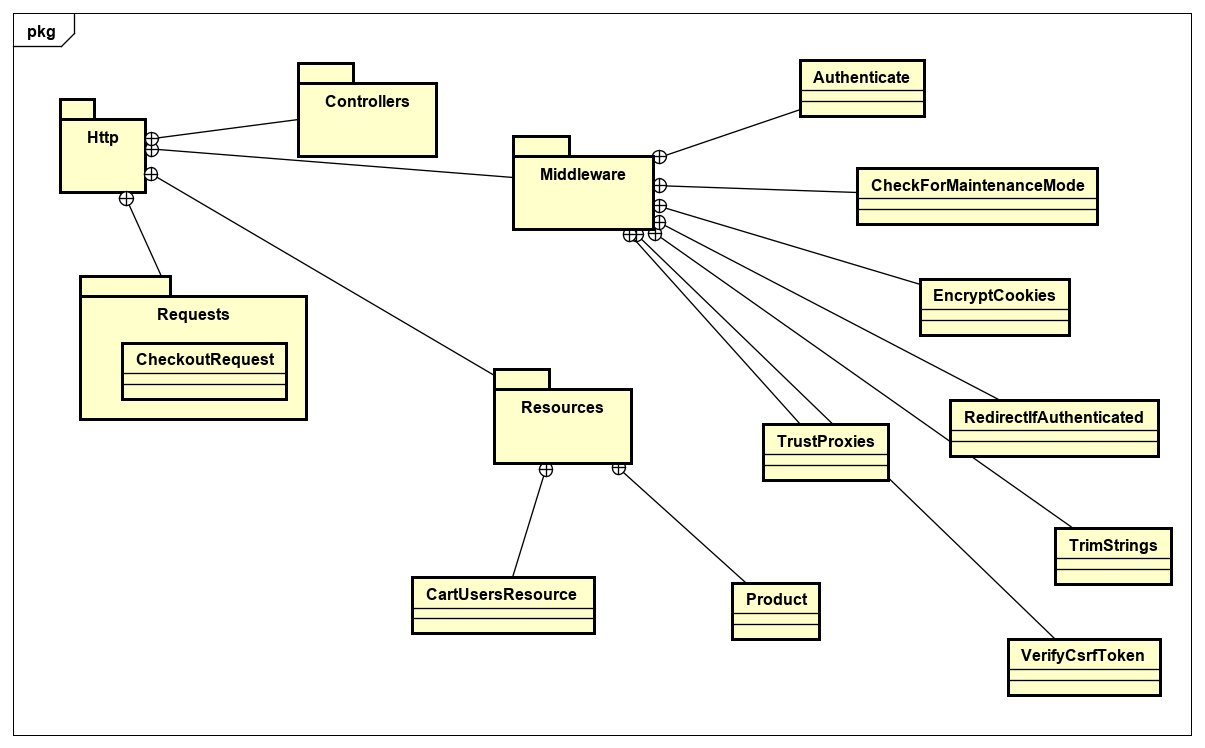 pkg
Authenticate
Controllers
Http
Middleware
CheckForMaintenanceMode
EncryptCookies
Requests
CheckoutRequest
Resources
RedirectIfAuthenticated
TrustProxies
TrimStrings
CartUsersResource
Product
VerifyCsrfToken